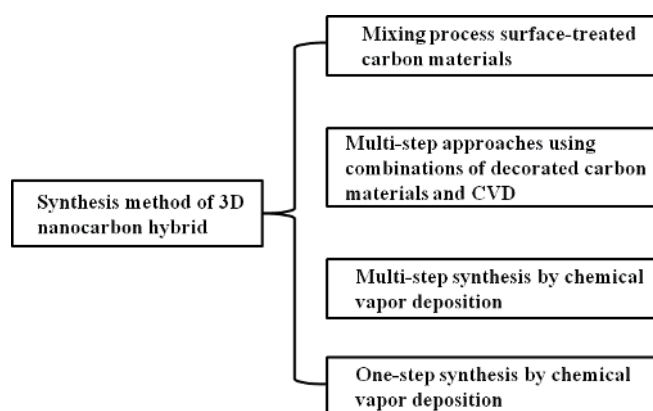 Mixing process surface-treated
carbon materials
Multi-step approaches using
combinations of decorated carbon
materials and CVD
Synthesis method of 3D
nanocarbon hybrid
Multi-step synthesis by chemical
vapor deposition
One-step synthesis by chemical
vapor deposition